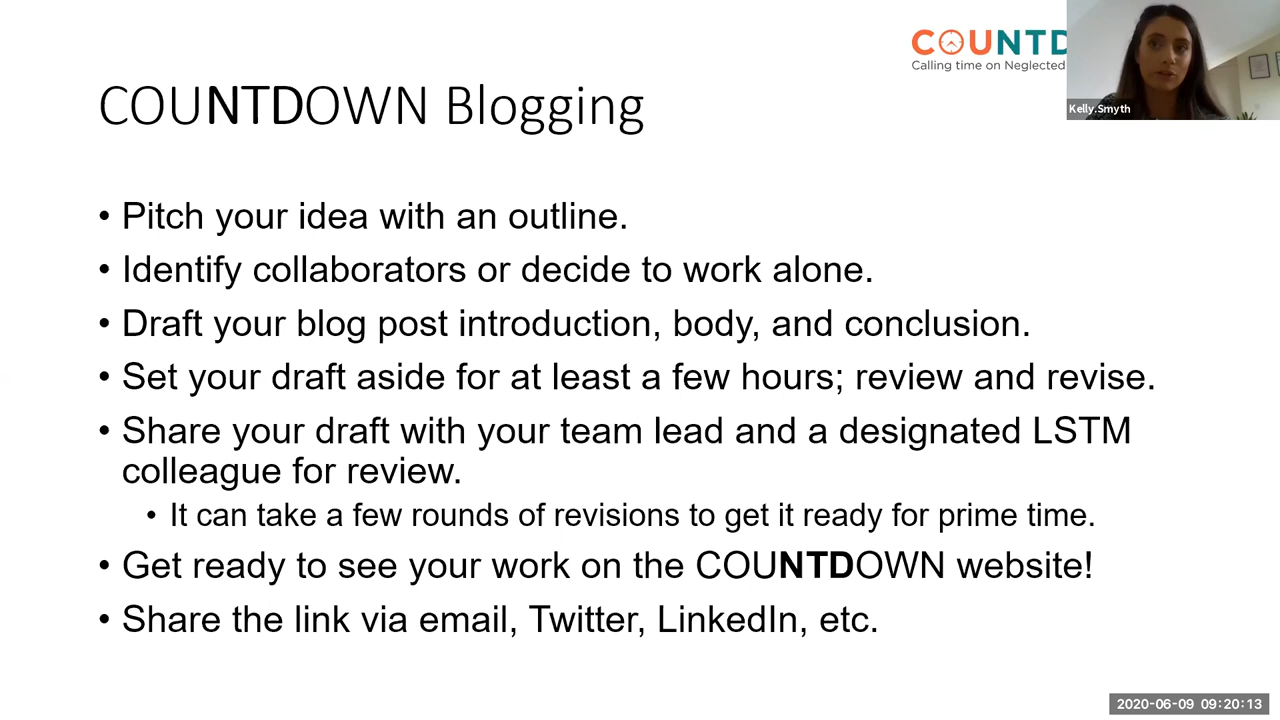 COUNTD
Calling time on Neglected
Kelly.Smyth
COUNTDOWN Blogging
• Pitch your idea with an outline.
• Identify collaborators or decide to work alone.
• Draft your blog post introduction, body, and conclusion.
• Set your draft aside for at least a few hours; review and revise.
• Share your draft with your team lead and a designated LSTM
colleague for review.
• It can take a few rounds of revisions to get it ready for prime time.
• Get ready to see your work on the COUNTDOWN website!
• Share the link via email, Twitter, LinkedIn, etc.
2020-06-09 09:20:13